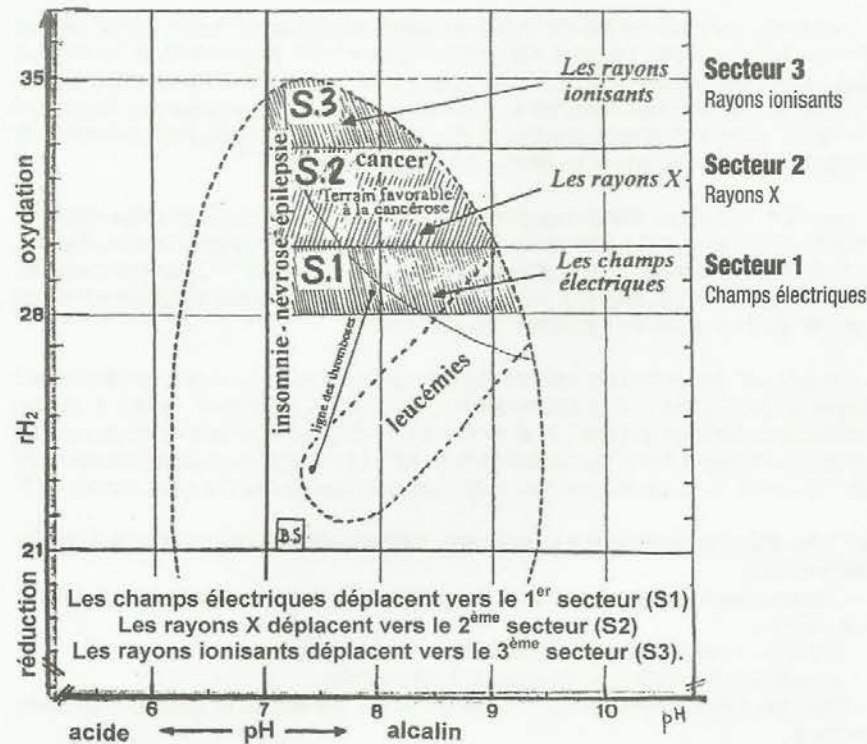 35
28
21
oxydation
rH₂
réduction
S.3
S.2
S.1
cancer
Terrain favorable
à la cancérose
insomnie - névrose - épilepsie
ligne des thromboses
leucémies
B.S
Les rayons
ionisants
Les rayons X
Les champs
électriques
Secteur 3
Rayons ionisants
Secteur 2
Rayons X
Secteur 1
Champs électriques
Les champs électriques déplacent vers le 1er secteur (S1)
Les rayons X déplacent vers le 2ème secteur (S2)
Les rayons ionisants déplacent vers le 3ème secteur (S3).
6 7 8 9 10 pH
acide ← pH → alcalin